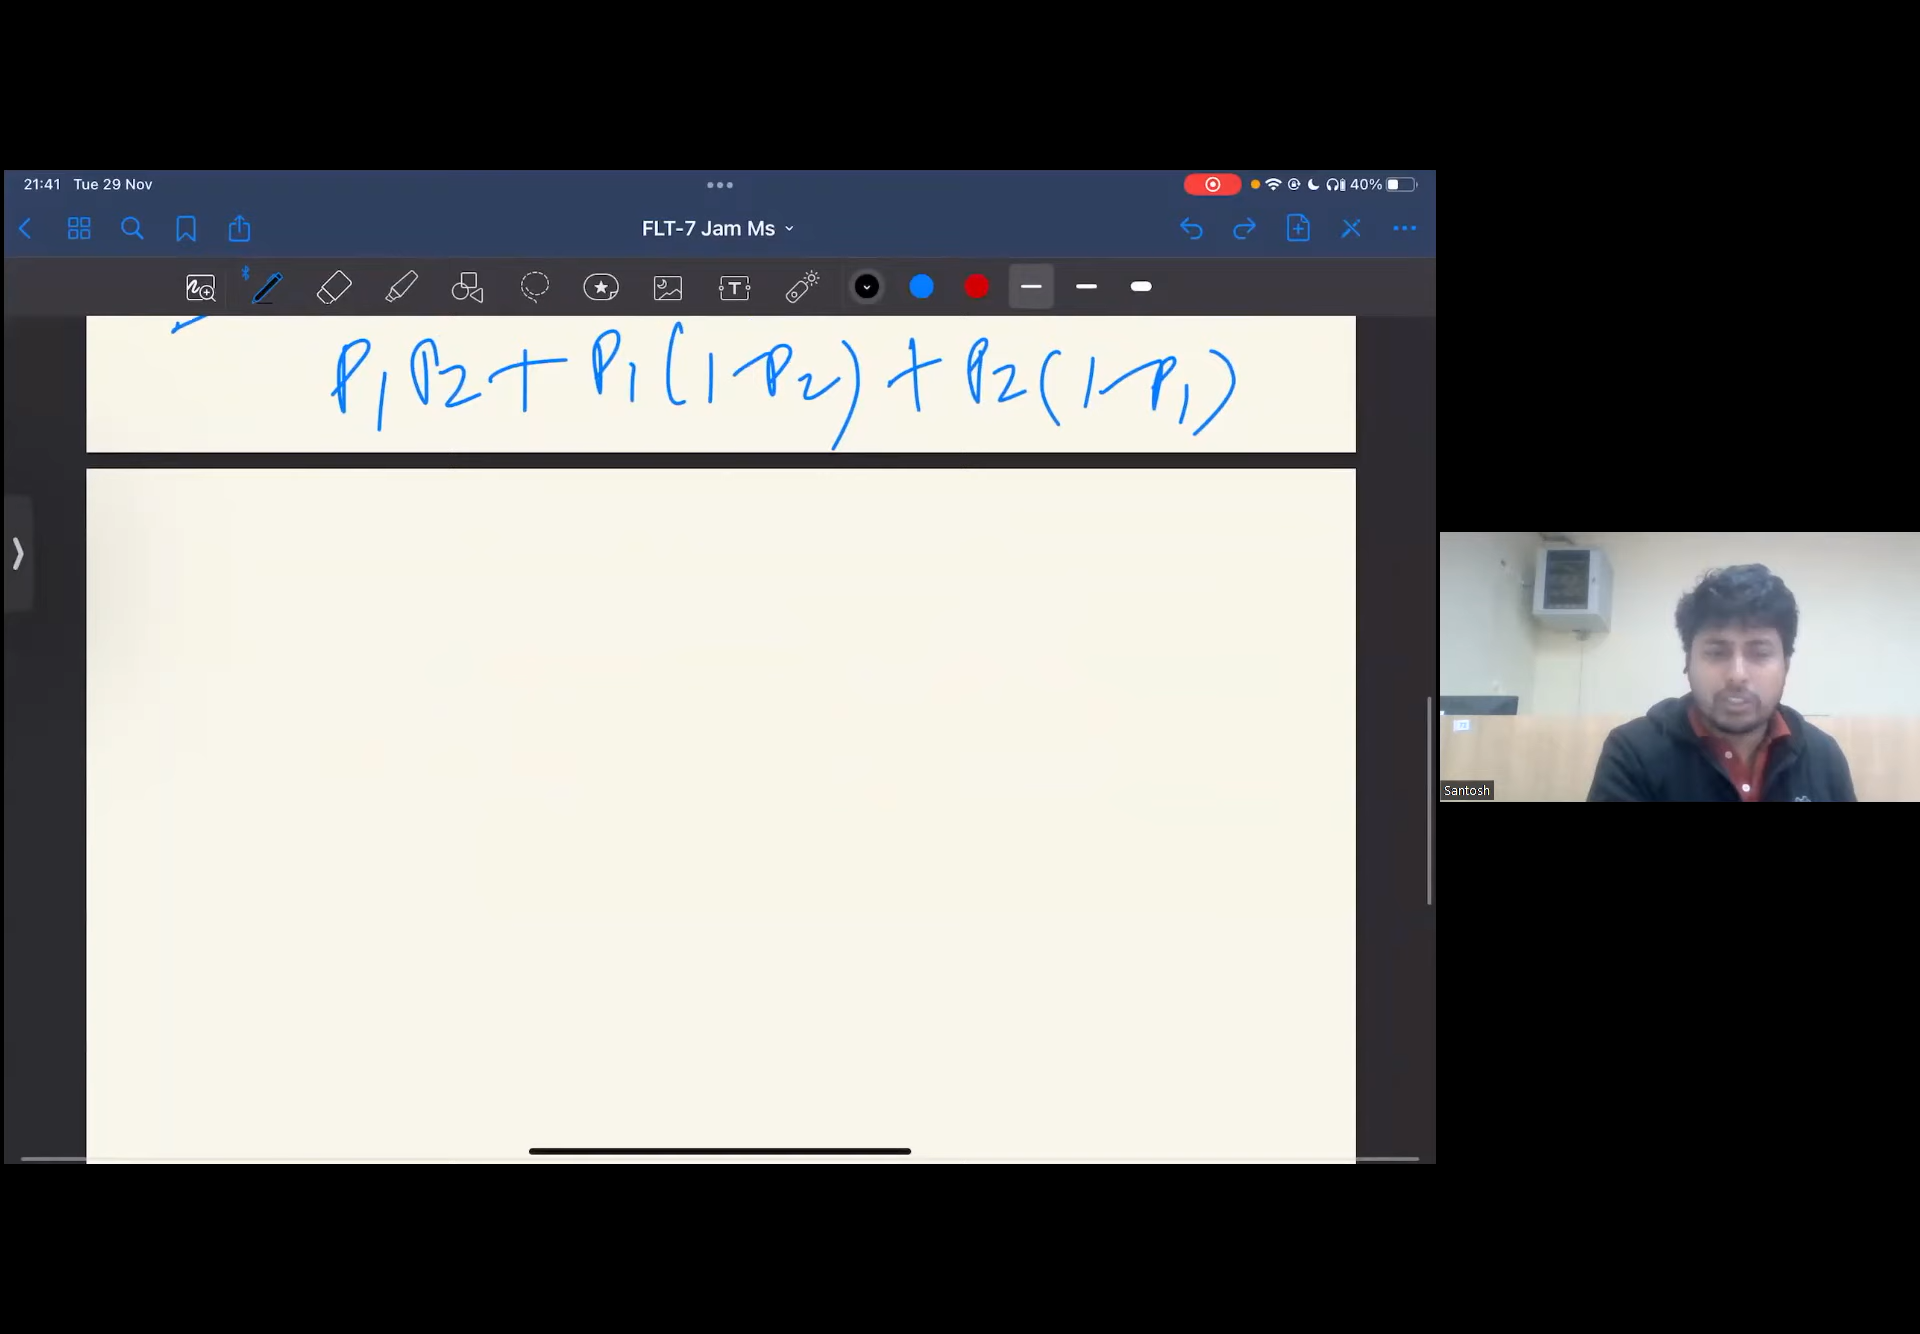 21:41 Tue 29 Nov
40%
FLT-7 Jam Ms
T
P₁P₂ + P₁(1-P₂) + P₂(1-P₁)
Santosh